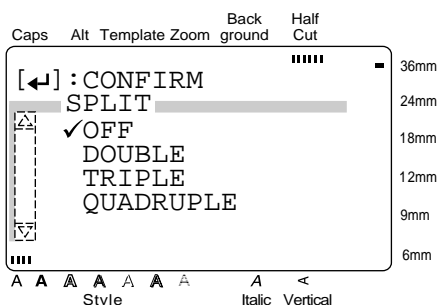 Caps Alt Template Zoom Back ground Half Cut
[↵]:CONFIRM
SPLIT
✓OFF
DOUBLE
TRIPLE
QUADRUPLE
36mm
24mm
18mm
12mm
9mm
6mm
A A A A A A A A A
Style Italic Vertical